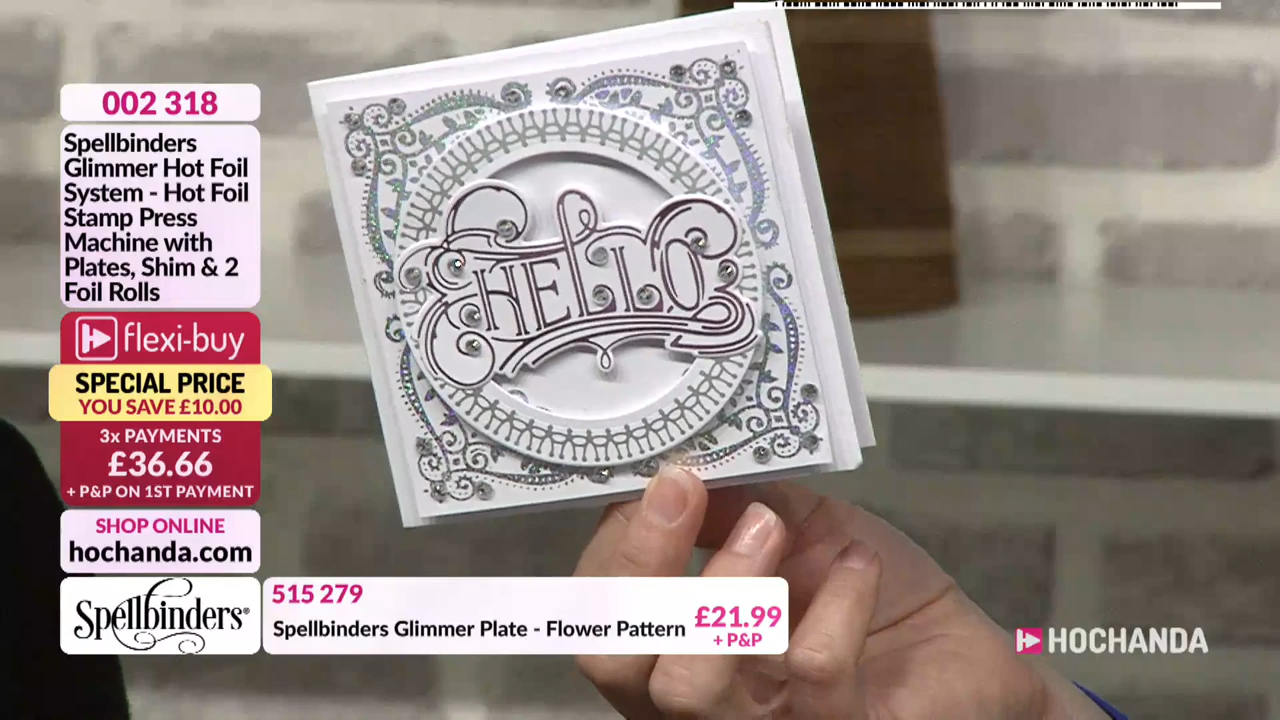 002 318
Spellbinders
Glimmer Hot Foil
System - Hot Foil
Stamp Press
Machine with
Plates, Shim & 2
Foil Rolls
flexi-buy
SPECIAL PRICE
YOU SAVE £10.00
3x PAYMENTS
£36.66
+ P&P ON 1ST PAYMENT
SHOP ONLINE
hochanda.com
Spellbinders®
515 279
Spellbinders Glimmer Plate - Flower Pattern
£21.99
+ P&P
HELLO
HOCHANDA